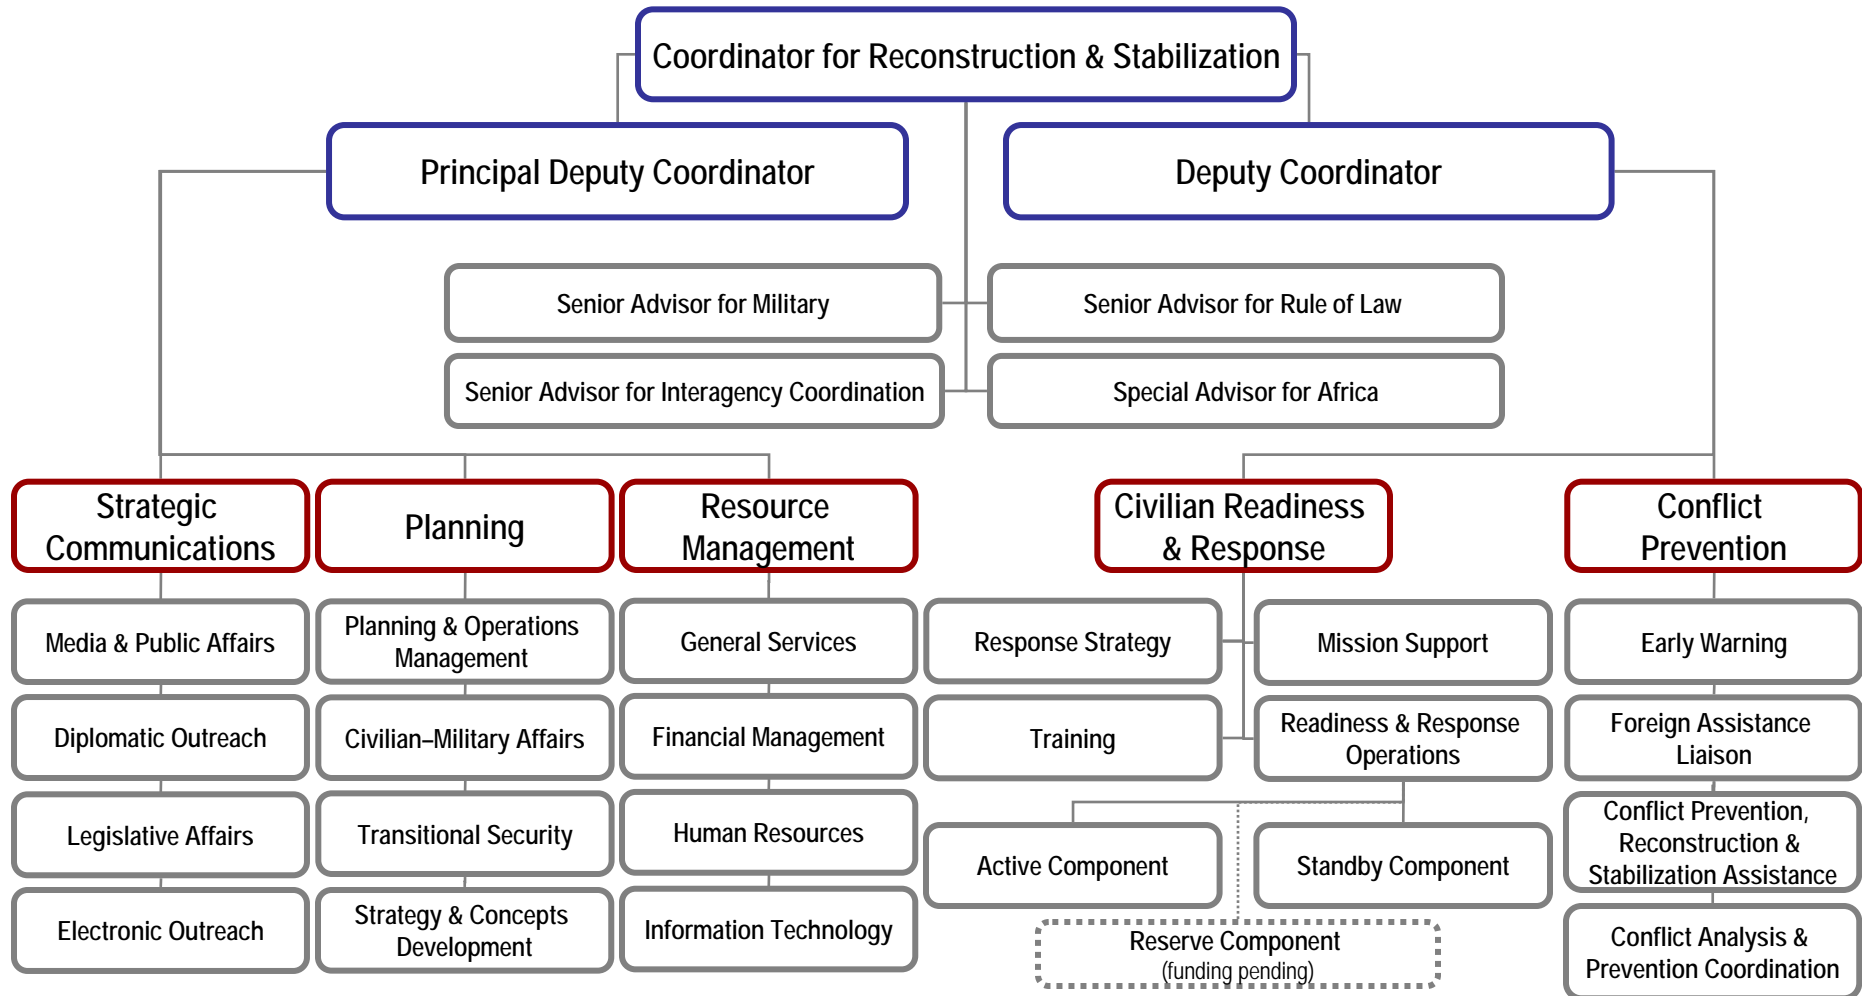 Coordinator for Reconstruction & Stabilization
Principal Deputy Coordinator
Deputy Coordinator
Senior Advisor for Military
Senior Advisor for Rule of Law
Senior Advisor for Interagency Coordination
Special Advisor for Africa
Strategic
Communications
Planning
Resource
Management
Civilian Readiness
& Response
Conflict
Prevention
Media & Public Affairs
Diplomatic Outreach
Legislative Affairs
Electronic Outreach
Planning & Operations
Management
Civilian–Military Affairs
Transitional Security
Strategy & Concepts
Development
General Services
Financial Management
Human Resources
Information Technology
Response Strategy
Mission Support
Training
Readiness & Response
Operations
Active Component
Standby Component
Reserve Component
(funding pending)
Early Warning
Foreign Assistance
Liaison
Conflict Prevention,
Reconstruction &
Stabilization Assistance
Conflict Analysis &
Prevention Coordination